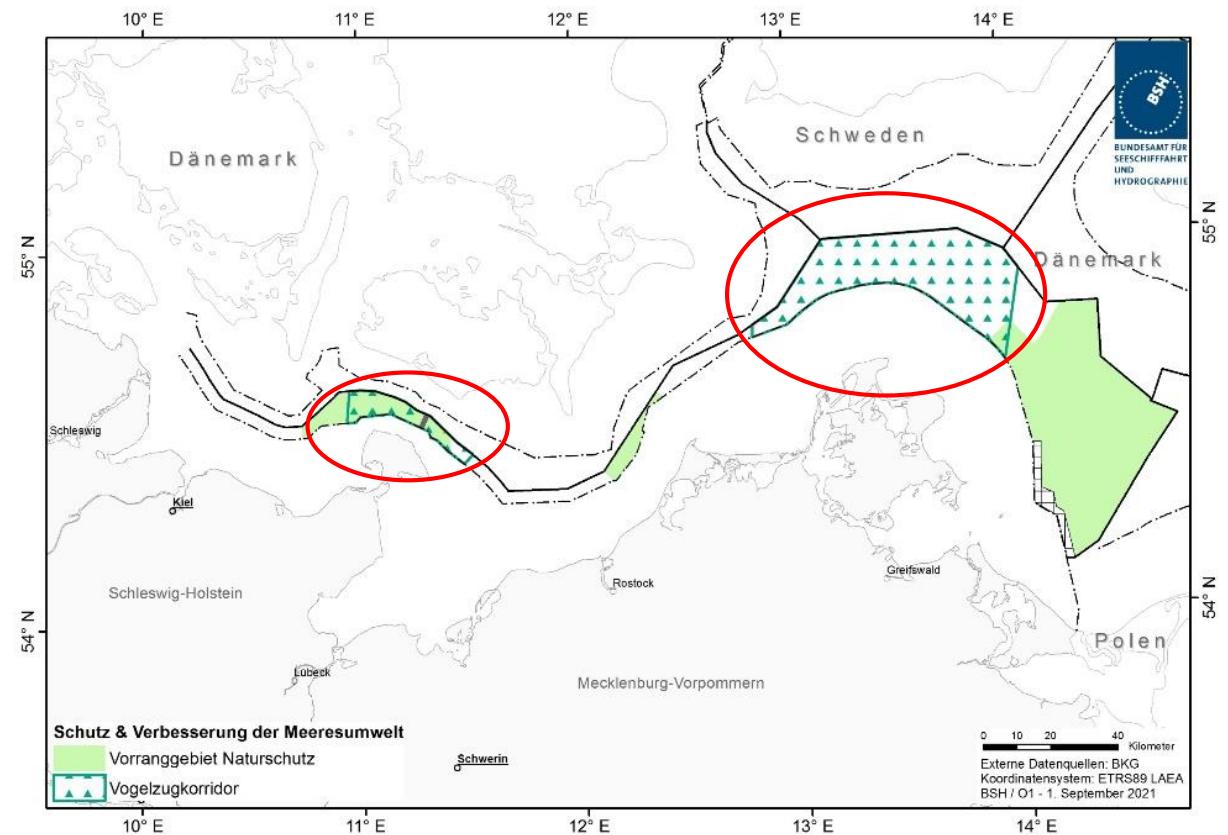 10° E
11° E
12° E
13° E
14° E
BSH
BUNDESAMT FÜR
SEESCHIFFFAHRT
UND
HYDROGRAPHIE
Schweden
Dänemark
55° N
55° N
Dänemark
Schleswig
Kiel
Greifswald
Rostock
Schleswig-Holstein
54° N
54° N
Polen
Lübeck
Mecklenburg-Vorpommern
Schwerin
Schutz & Verbesserung der Meeresumwelt
Vorranggebiet Naturschutz
Vogelzugkorridor
0 10 20 40
Kilometer
Externe Datenquellen: BKG
Koordinatensystem: ETRS89 LAEA
BSH / O1 - 1. September 2021
10° E
11° E
12° E
13° E
14° E